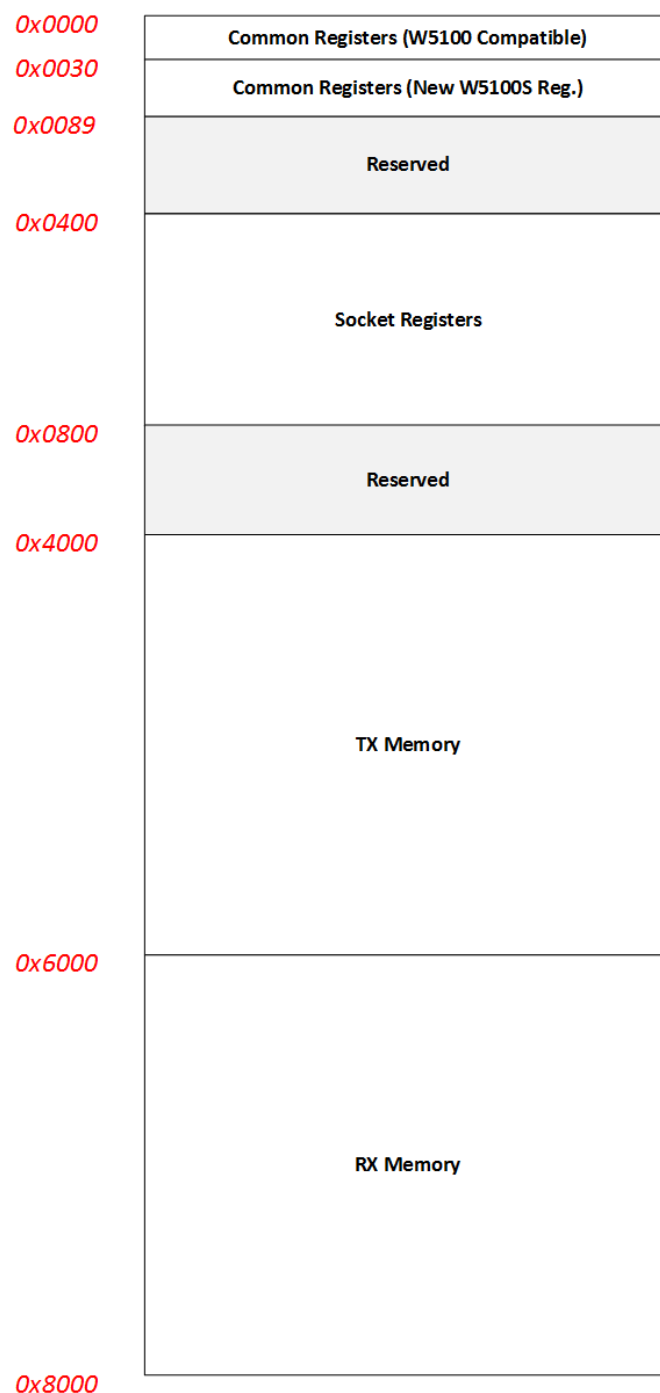 0x0000
Common Registers (W5100 Compatible)
0x0030
Common Registers (New W5100S Reg.)
0x0089
Reserved
0x0400
Socket Registers
0x0800
Reserved
0x4000
TX Memory
0x6000
RX Memory
0x8000